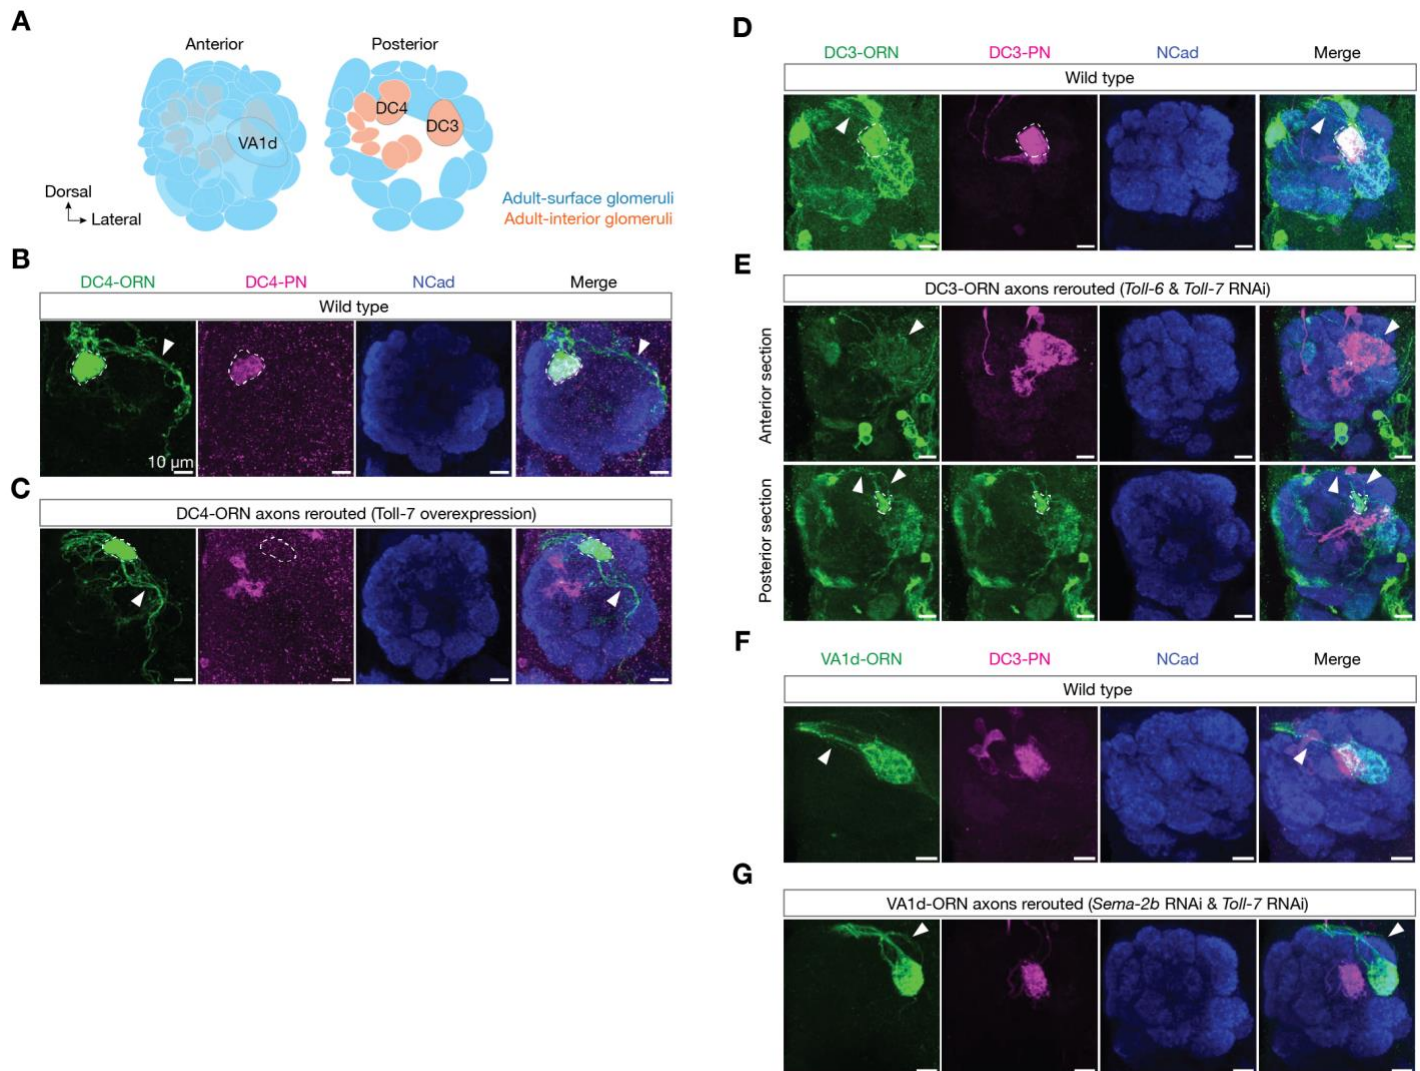 A
Anterior
Posterior
DC4
DC3
VA1d
Dorsal
Lateral
Adult-surface glomeruli
Adult-interior glomeruli
B
DC4-ORN
DC4-PN
NCad
Merge
Wild type
10 μm
C
DC4-ORN axons rerouted (Toll-7 overexpression)
D
DC3-ORN
DC3-PN
NCad
Merge
Wild type
E
DC3-ORN axons rerouted (Toll-6 & Toll-7 RNAi)
Anterior section
Posterior section
F
VA1d-ORN
DC3-PN
NCad
Merge
Wild type
G
VA1d-ORN axons rerouted (Sema-2b RNAi & Toll-7 RNAi)